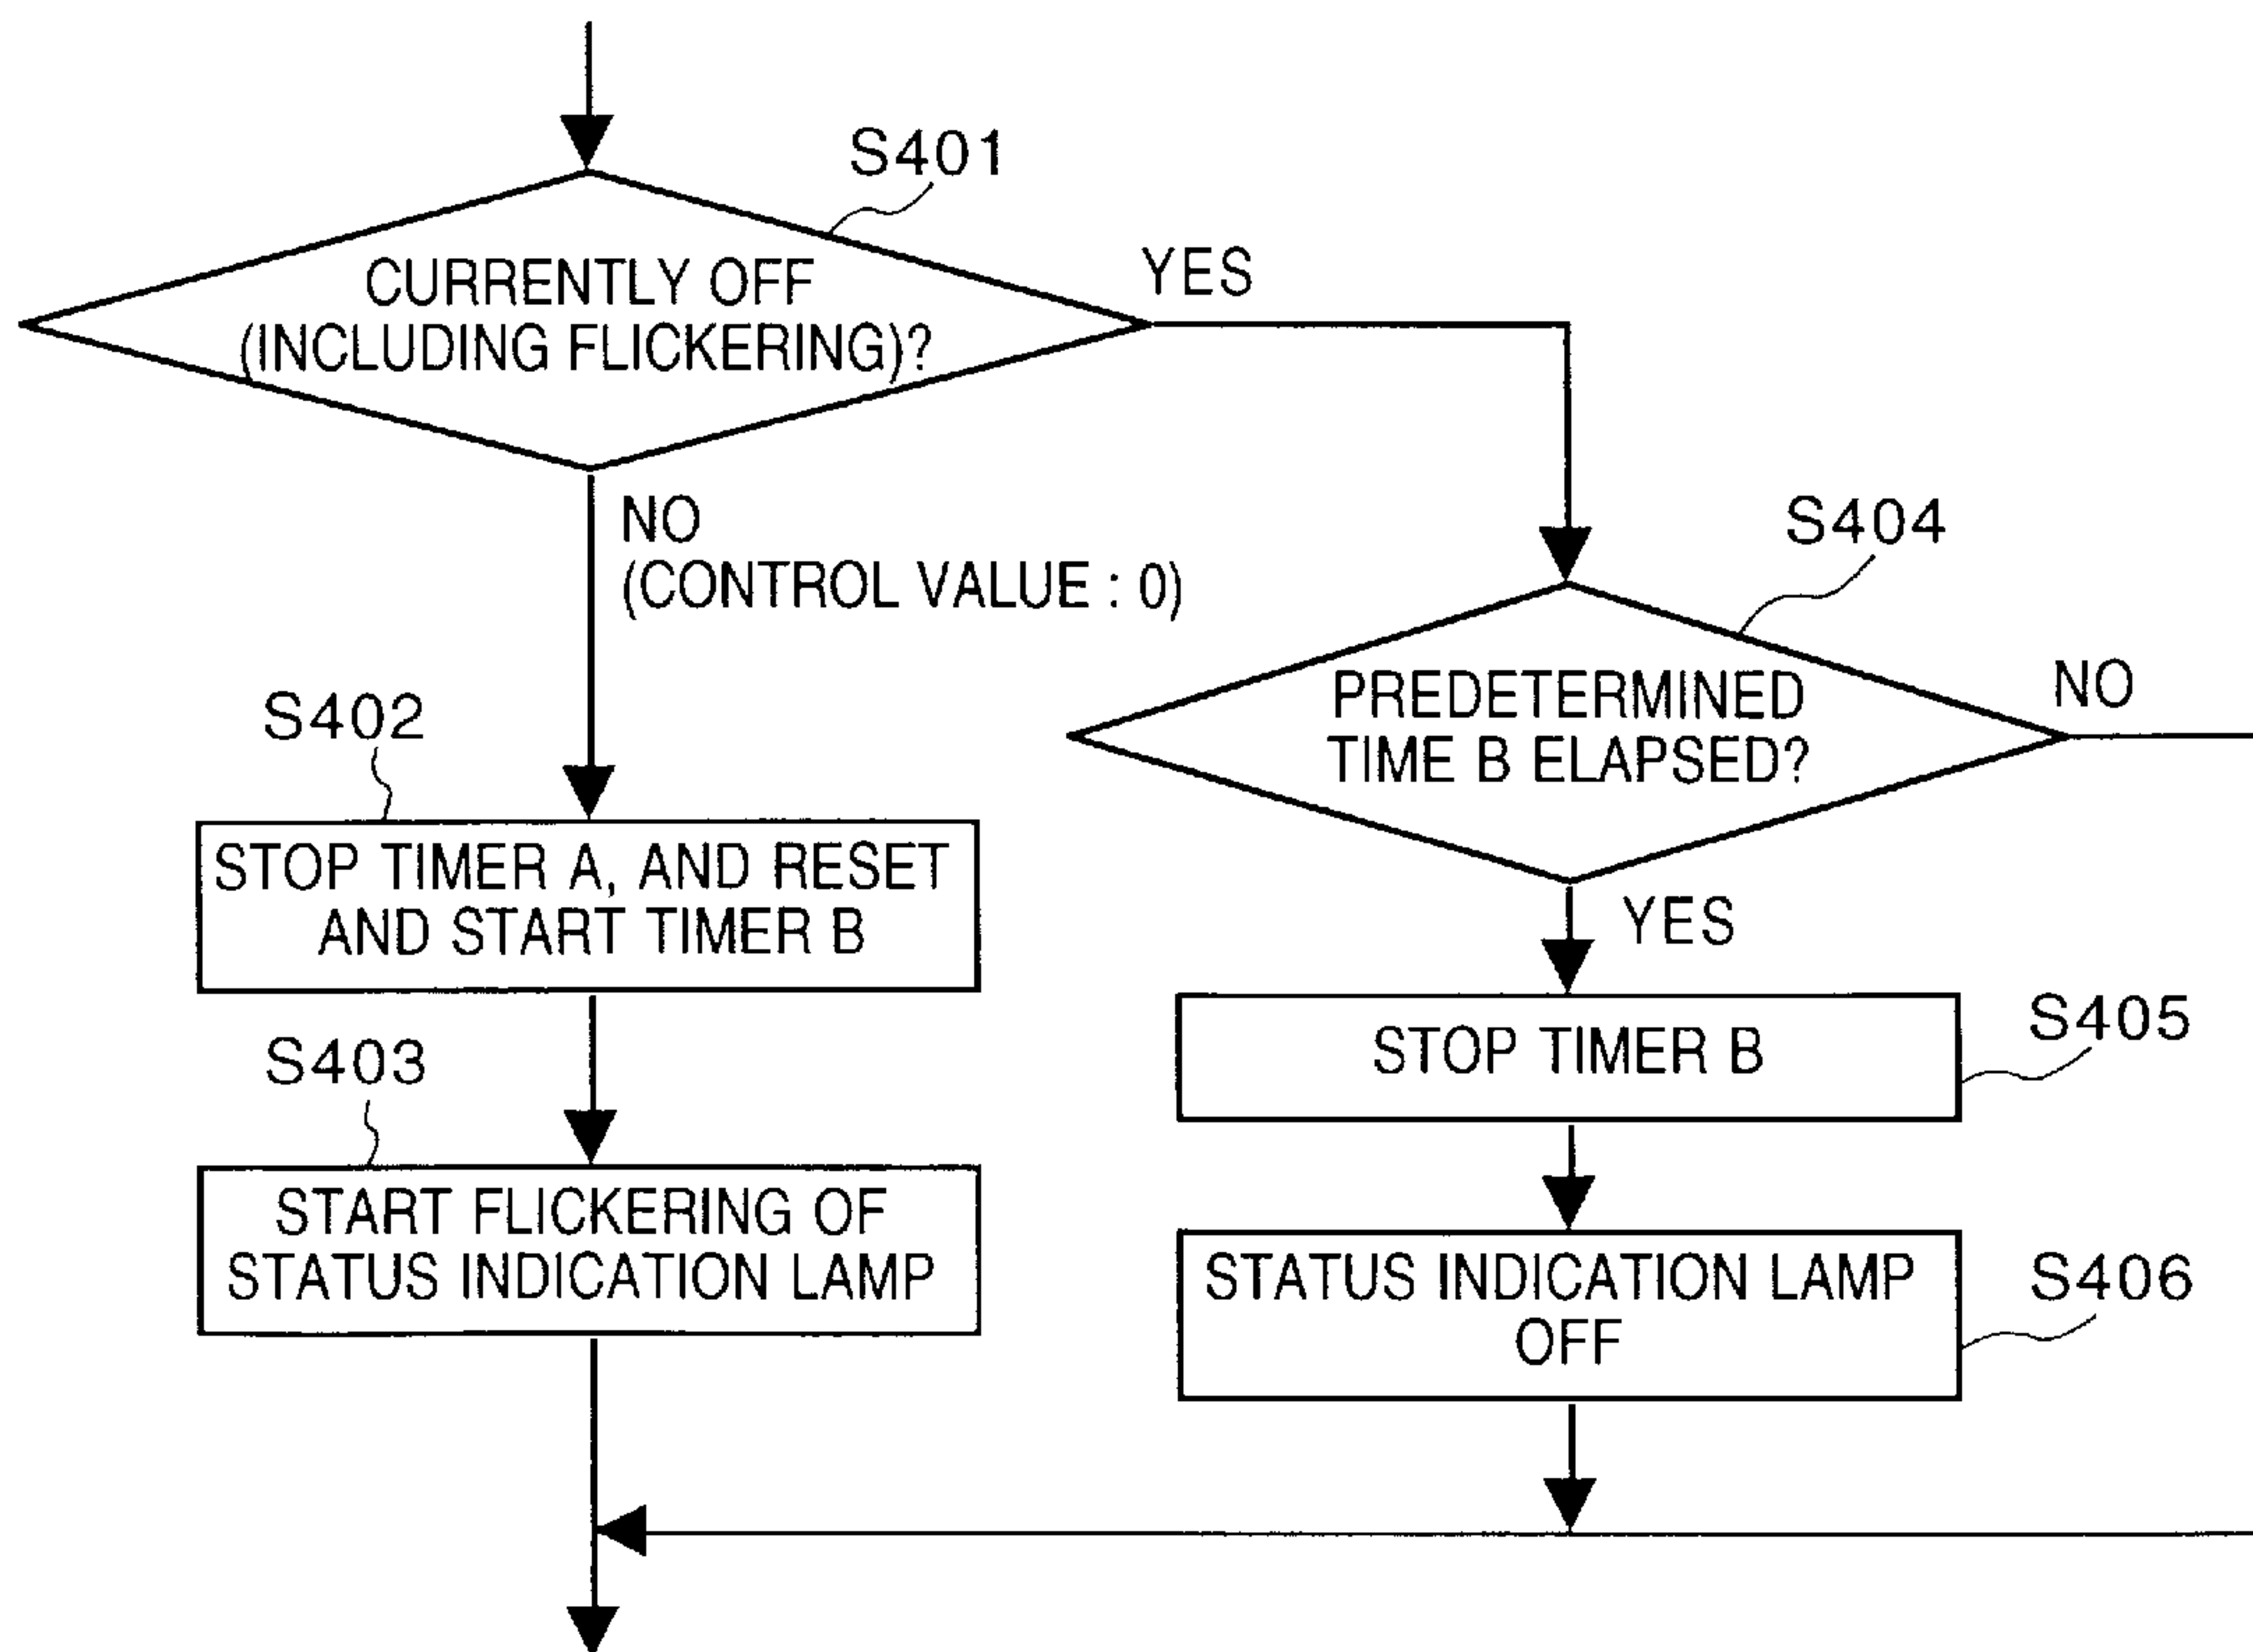 S401
CURRENTLY OFF
(INCLUDING FLICKERING)?
YES
NO
(CONTROL VALUE : 0)
S402
STOP TIMER A, AND RESET
AND START TIMER B
S403
START FLICKERING OF
STATUS INDICATION LAMP
S404
PREDETERMINED
TIME B ELAPSED?
NO
YES
S405
STOP TIMER B
S406
STATUS INDICATION LAMP
OFF